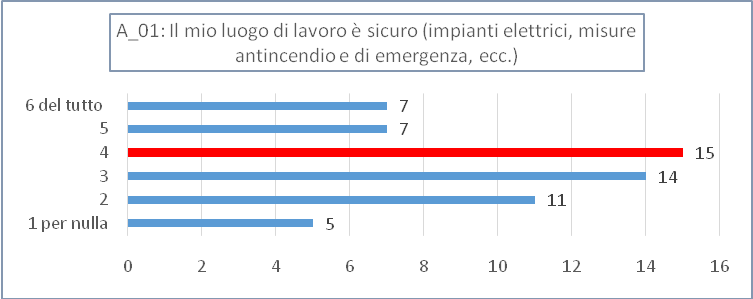 A_01: Il mio luogo di lavoro è sicuro (impianti elettrici, misure
antincendio e di emergenza, ecc.)
6 del tutto 7
5 7
4 15
3 14
2 11
1 per nulla 5
0 2 4 6 8 10 12 14 16